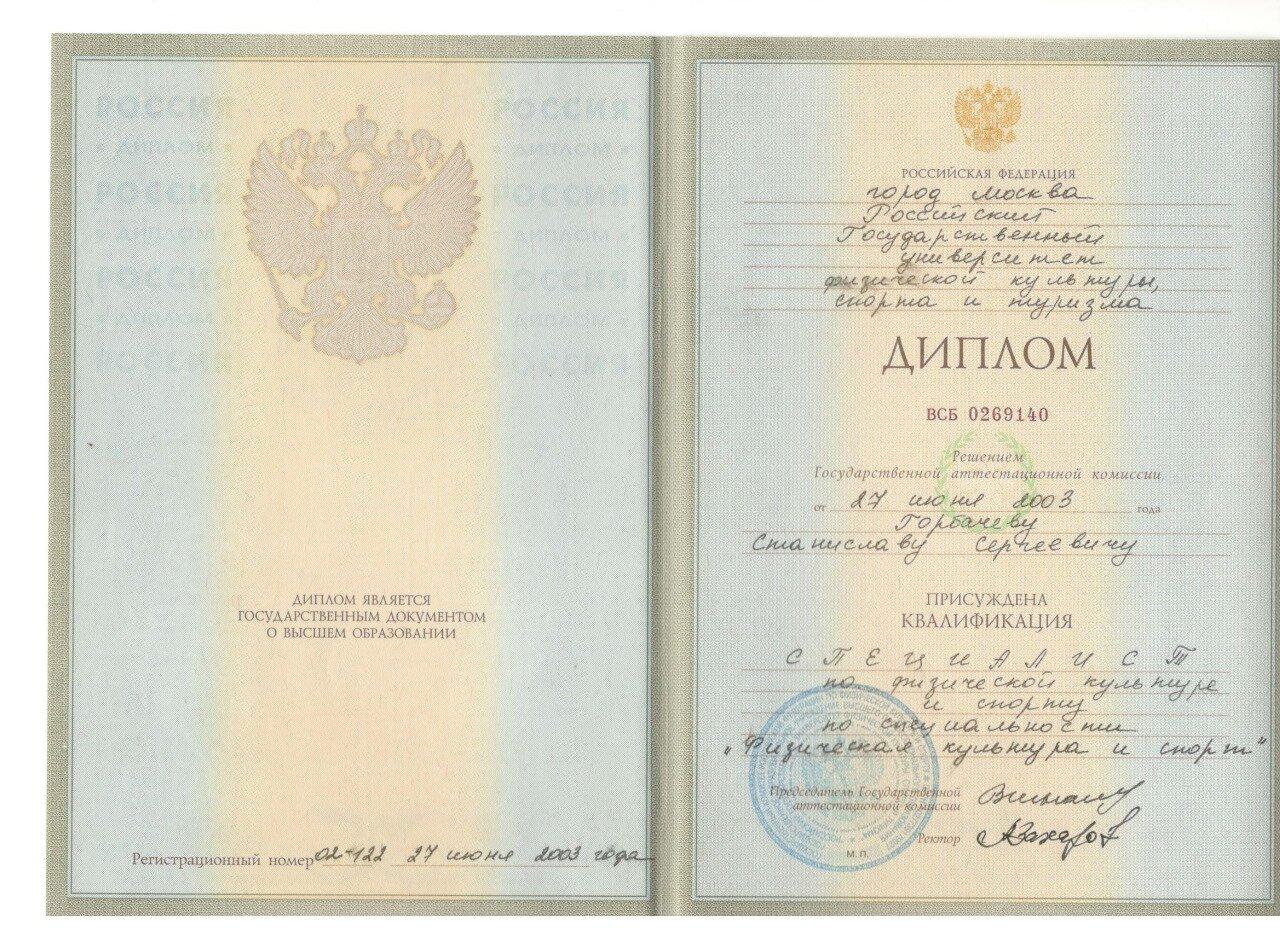 РОССИЯ РОССИЯ
« ДИПЛОМ » « ДИПЛОМ »
РОССИЯ РОССИЯ
« ДИПЛОМ » « ДИПЛОМ »
РОССИЯ РОССИЯ
« ДИПЛОМ » « ДИПЛОМ »
РОССИЯ РОССИЯ
ДИПЛОМ ЯВЛЯЕТСЯ
ГОСУДАРСТВЕННЫМ ДОКУМЕНТОМ
О ВЫСШЕМ ОБРАЗОВАНИИ
Регистрационный номер 02-122 27 июня 2003 года
РОССИЙСКАЯ ФЕДЕРАЦИЯ
город Москва
Российский
Государственный
университет
физической культуры,
спорта и туризма
ДИПЛОМ
ВСБ 0269140
Решением
Государственной аттестационной комиссии
от 27 июня 2003 года
Горбачеву
Станиславу Сергеевичу
ПРИСУЖДЕНА
КВАЛИФИКАЦИЯ
СПЕЦИАЛИСТ
по физической культуре
и спорту
по специальности
„Физическая культура и спорт"
Председатель Государственной
аттестационной комиссии
Ректор
М.П.